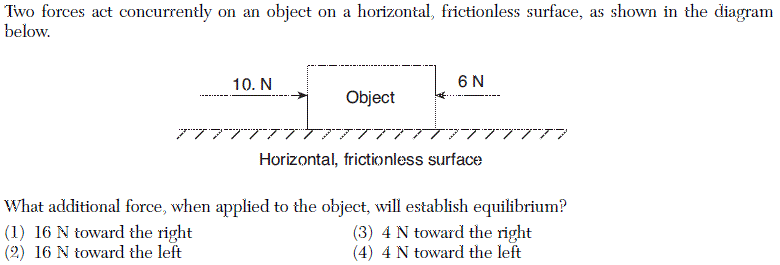 Two forces act concurrently on an object on a horizontal, frictionless surface, as shown in the diagram
below.
10. N
6 N
Object
Horizontal, frictionless surface
What additional force, when applied to the object, will establish equilibrium?
(1) 16 N toward the right
(3) 4 N toward the right
(2) 16 N toward the left
(4) 4 N toward the left